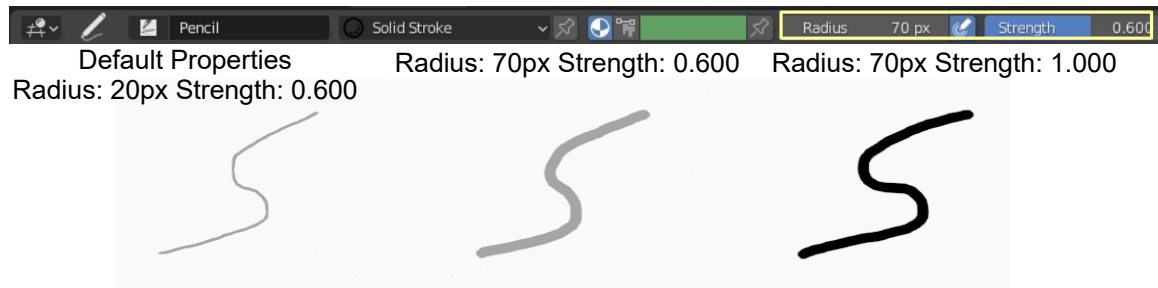 Pencil Solid Stroke Radius 70 px Strength 0.600
Default Properties
Radius: 20px Strength: 0.600
Radius: 70px Strength: 0.600
Radius: 70px Strength: 1.000